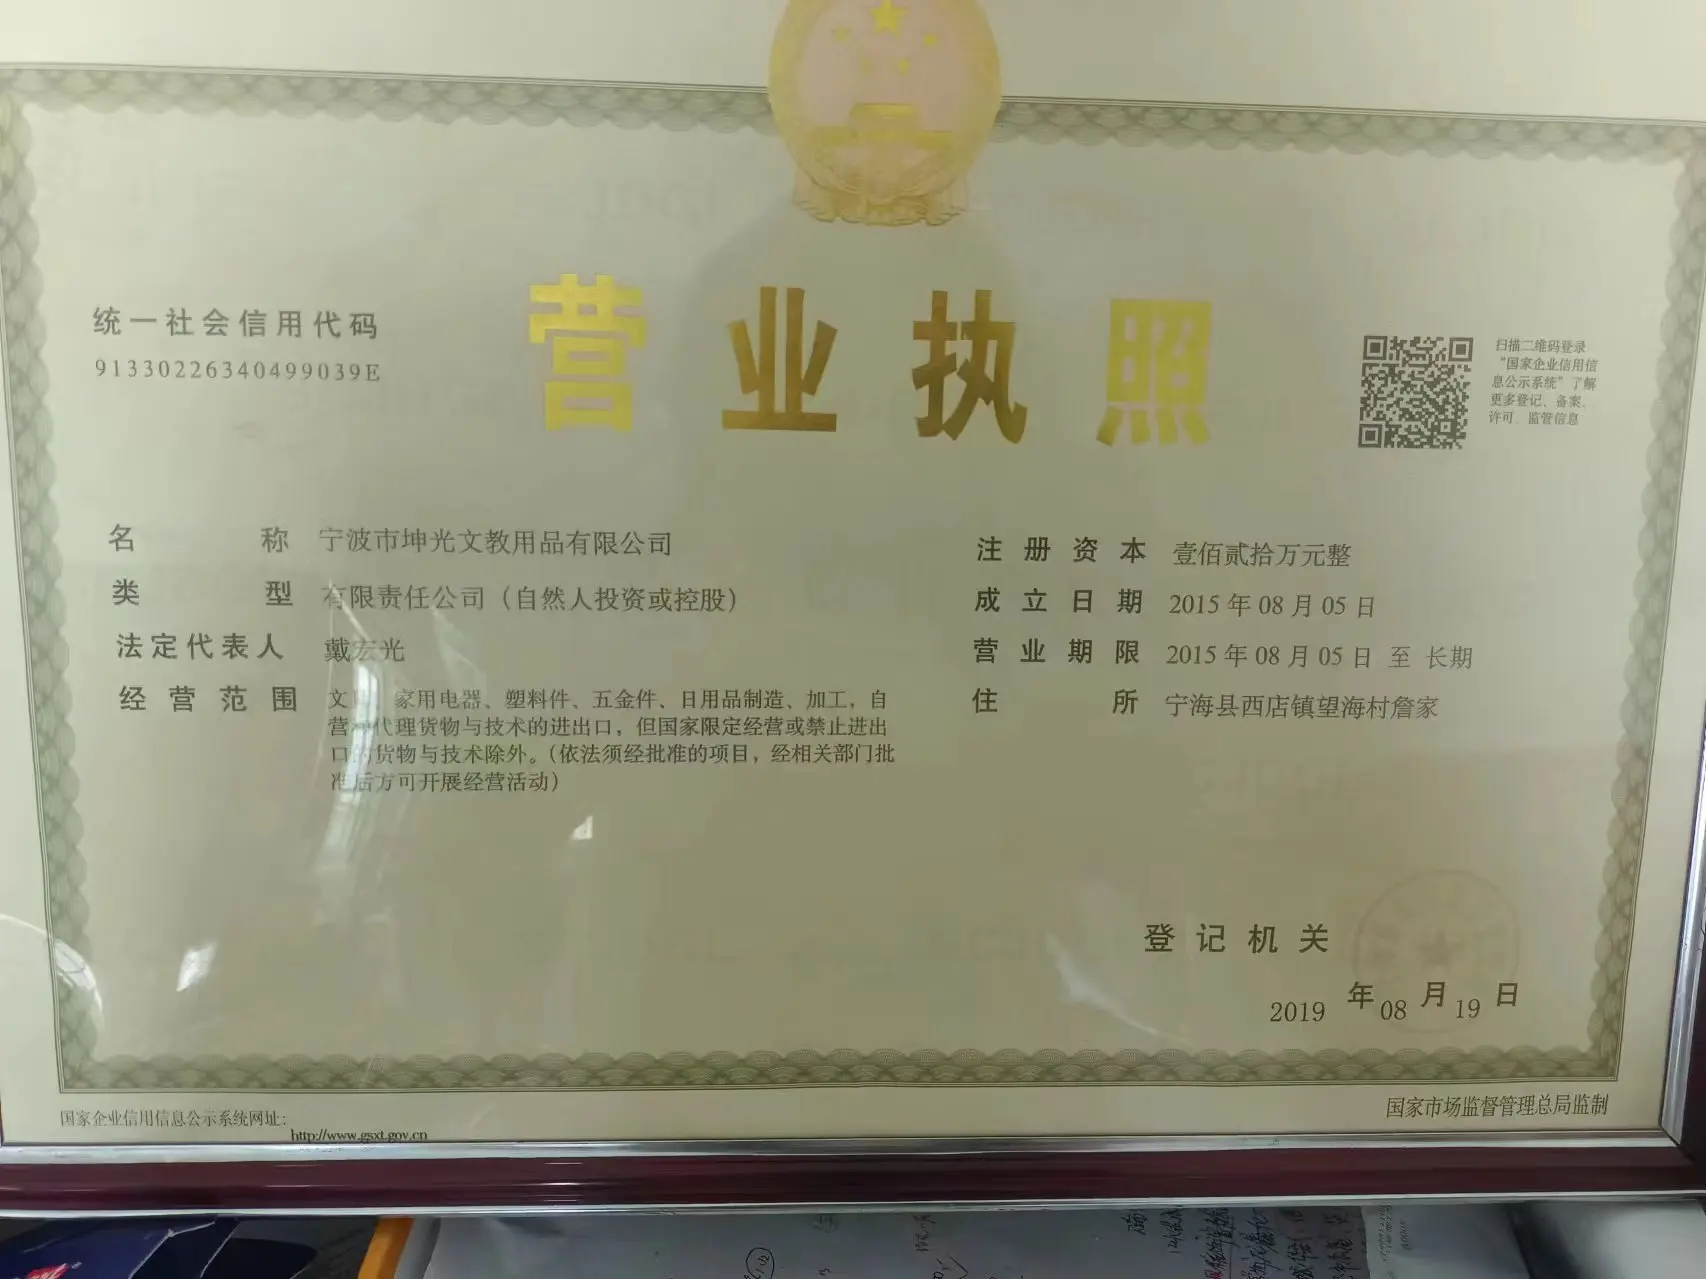 营业执照
统一社会信用代码
91330226340499039E
扫描二维码登录
“国家企业信用信
息公示系统”了解
更多登记、备案、
许可、监管信息
名称 宁波市坤光文教用品有限公司
类型 有限责任公司（自然人投资或控股）
法定代表人 戴宏光
经营范围 文 、家用电器、塑料件、五金件、日用品制造、加工，自
营 代理货物与技术的进出口，但国家限定经营或禁止进出
口的货物与技术除外。（依法须经批准的项目，经相关部门批
准后方可开展经营活动）
注册资本 壹佰贰拾万元整
成立日期 2015年08月05日
营业期限 2015年08月05日 至 长期
住所 宁海县西店镇望海村詹家
登记机关
2019年08月19日
国家企业信用信息公示系统网址：
http://www.gsxt.gov.cn
国家市场监督管理总局监制